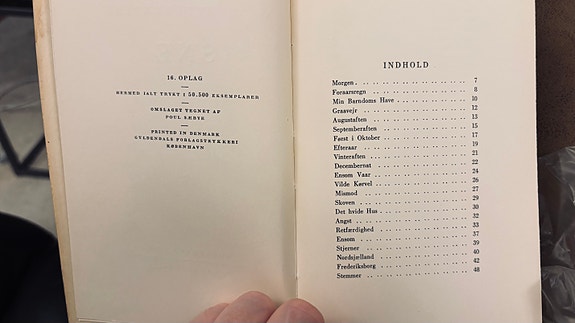 16. OPLAG
HERMED IALT TRYKT I 50.500 EKSEMPLARER
OMSLAGET TEGNET AF
POUL SÆBYE
PRINTED IN DENMARK
GYLDENDALS FORLAGSTRYKKERI
KØBENHAVN
INDHOLD
Morgen 7
Foraarsregn 8
Min Barndoms Have 10
Graavejr 12
Augustaften 13
Septemberaften 15
Først i Oktober 17
Efteraar 19
Vinteraften 21
Decembernat 22
Ensom Vaar 24
Vilde Kørvel 26
Mismod 27
Skoven 29
Det hvide Hus 30
Angst 32
Retfærdighed 33
Ensom 37
Stjerner 39
Nordsjælland 40
Frederiksborg 42
Stemmer 48